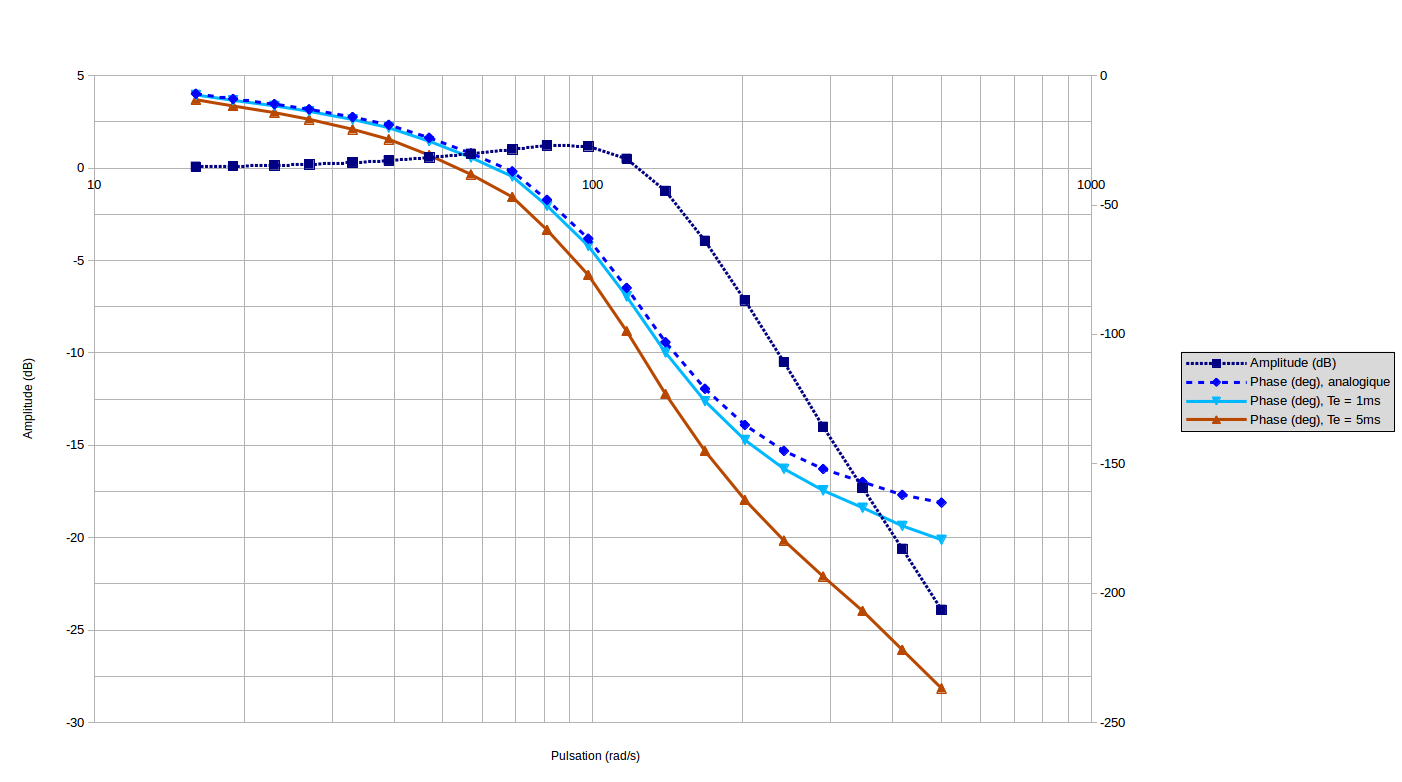 5
0
0
10
100
1000
-50
-5
-100
-10
Amplitude (dB)
Phase (deg), analogique
Phase (deg), Te = 1ms
Phase (deg), Te = 5ms
Amplitude (dB)
-15
-150
-20
-200
-25
-30
-250
Pulsation (rad/s)